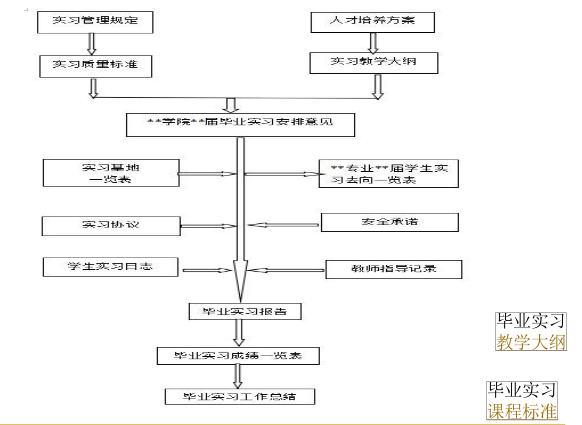 实习管理规定
人才培养方案
实习质量标准
实习教学大纲
**学院**届毕业实习安排意见
实习基地
一览表
**专业**届学生实
习去向一览表
实习协议
安全承诺
学生实习日志
教师指导记录
毕业实习报告
毕业实习成绩一览表
毕业实习工作总结
毕业实习
教学大纲
毕业实习
课程标准